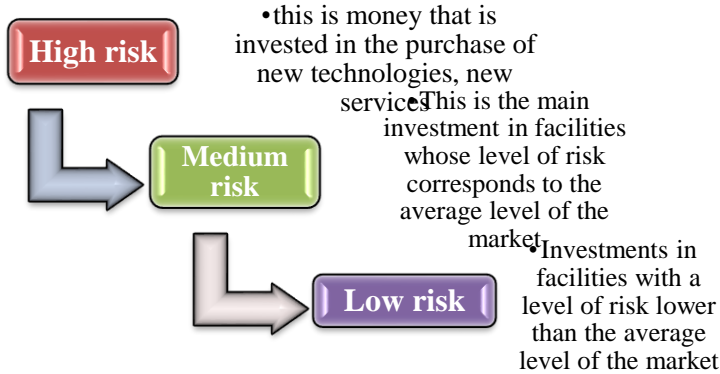 High risk
•this is money that is
invested in the purchase of
new technologies, new
services
Medium
risk
•This is the main
investment in facilities
whose level of risk
corresponds to the
average level of the
market
Low risk
•Investments in
facilities with a
level of risk lower
than the average
level of the market